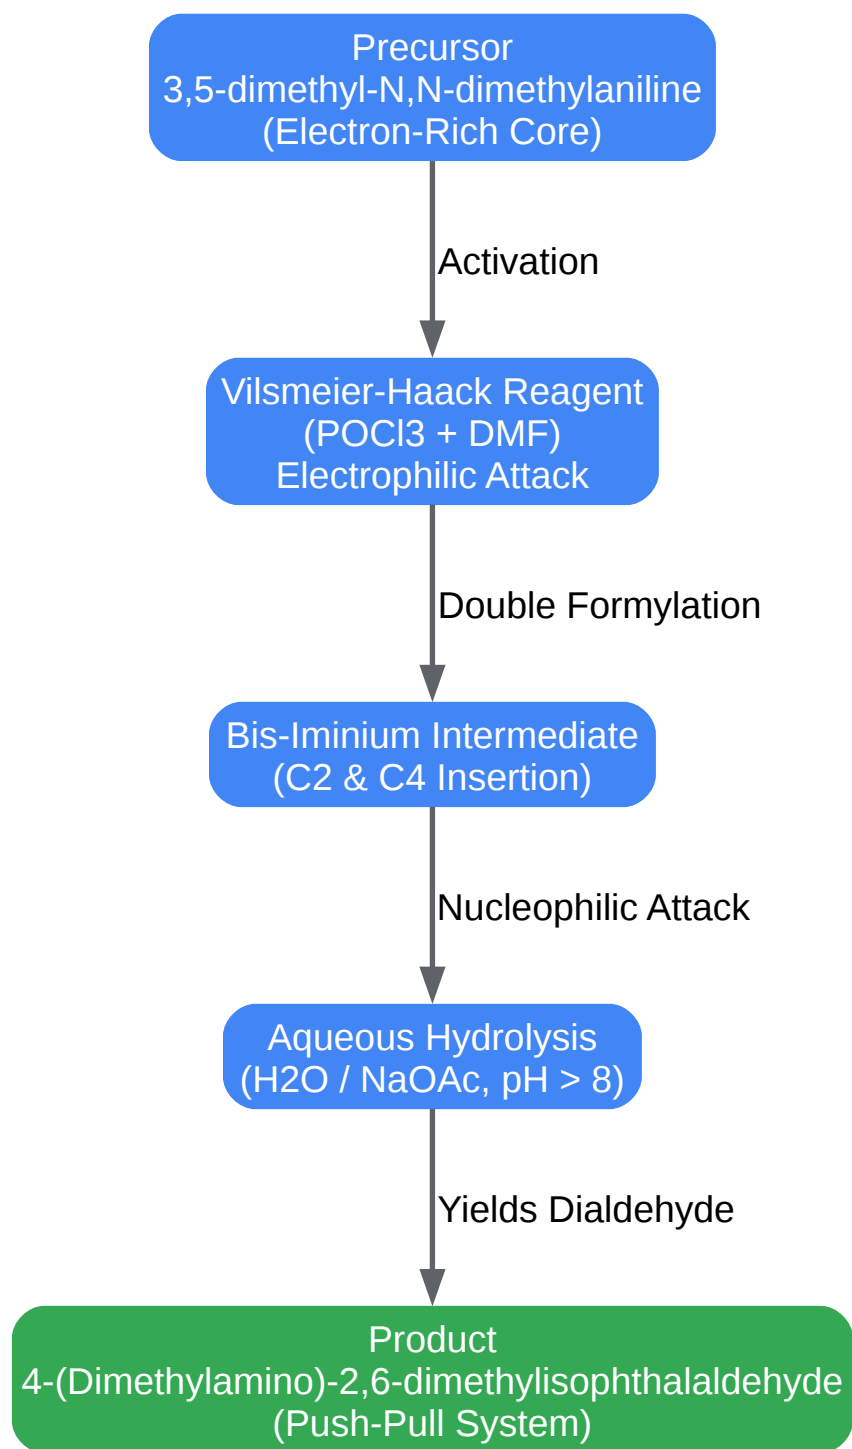 Precursor
3,5-dimethyl-N,N-dimethylaniline
(Electron-Rich Core)
Activation
Vilsmeier-Haack Reagent
(POCl3 + DMF)
Electrophilic Attack
Double Formylation
Bis-Iminium Intermediate
(C2 & C4 Insertion)
Nucleophilic Attack
Aqueous Hydrolysis
(H2O / NaOAc, pH > 8)
Yields Dialdehyde
Product
4-(Dimethylamino)-2,6-dimethylisophthalaldehyde
(Push-Pull System)